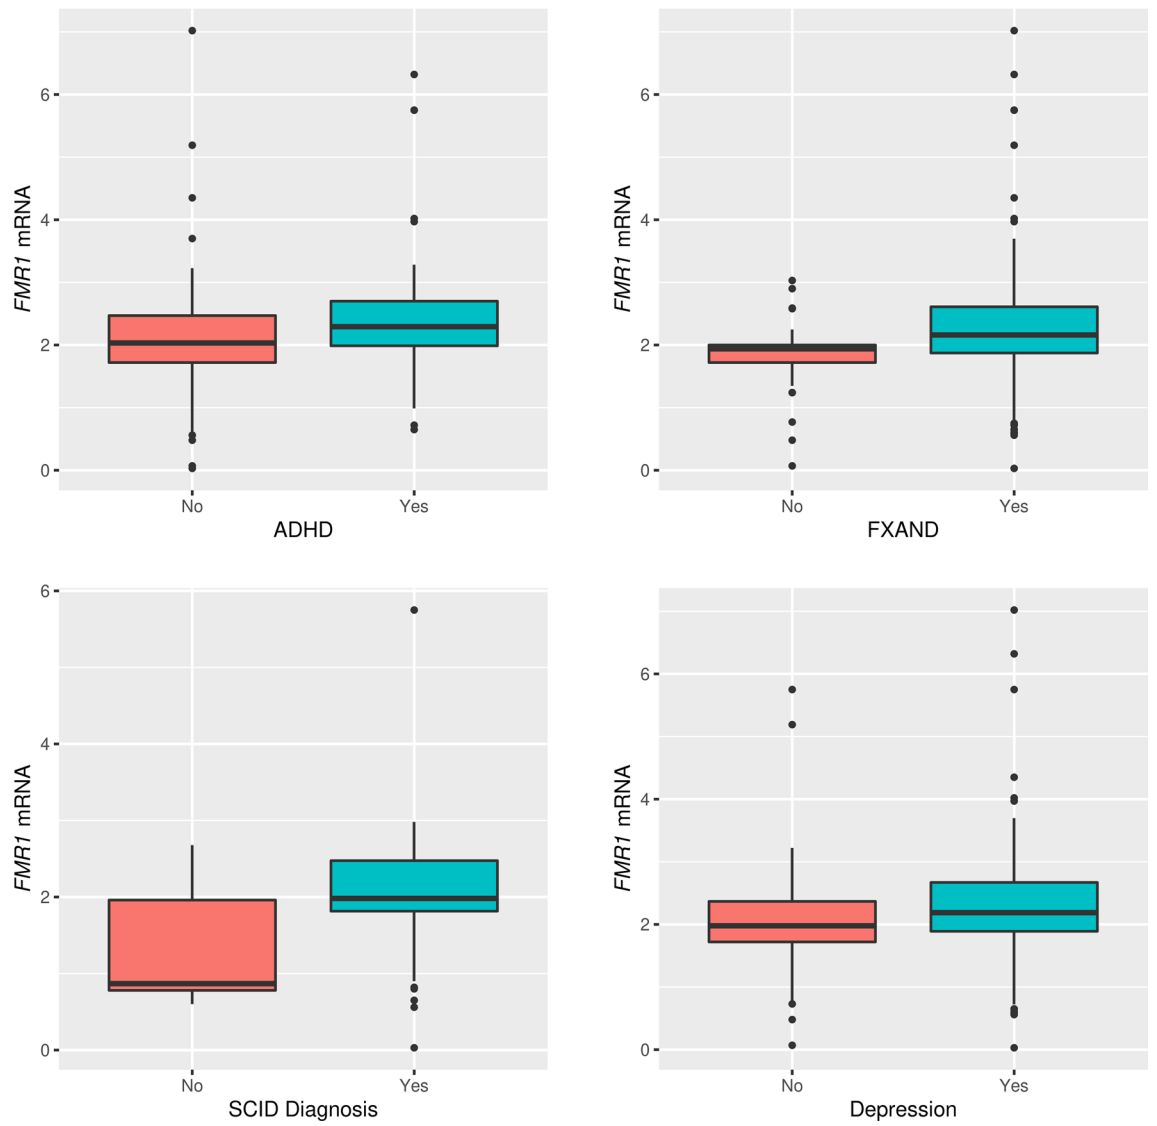 6
4
2
0
FMR1 mRNA
No
Yes
ADHD
6
4
2
0
FMR1 mRNA
No
Yes
FXAND
6
4
2
0
FMR1 mRNA
No
Yes
SCID Diagnosis
6
4
2
0
FMR1 mRNA
No
Yes
Depression